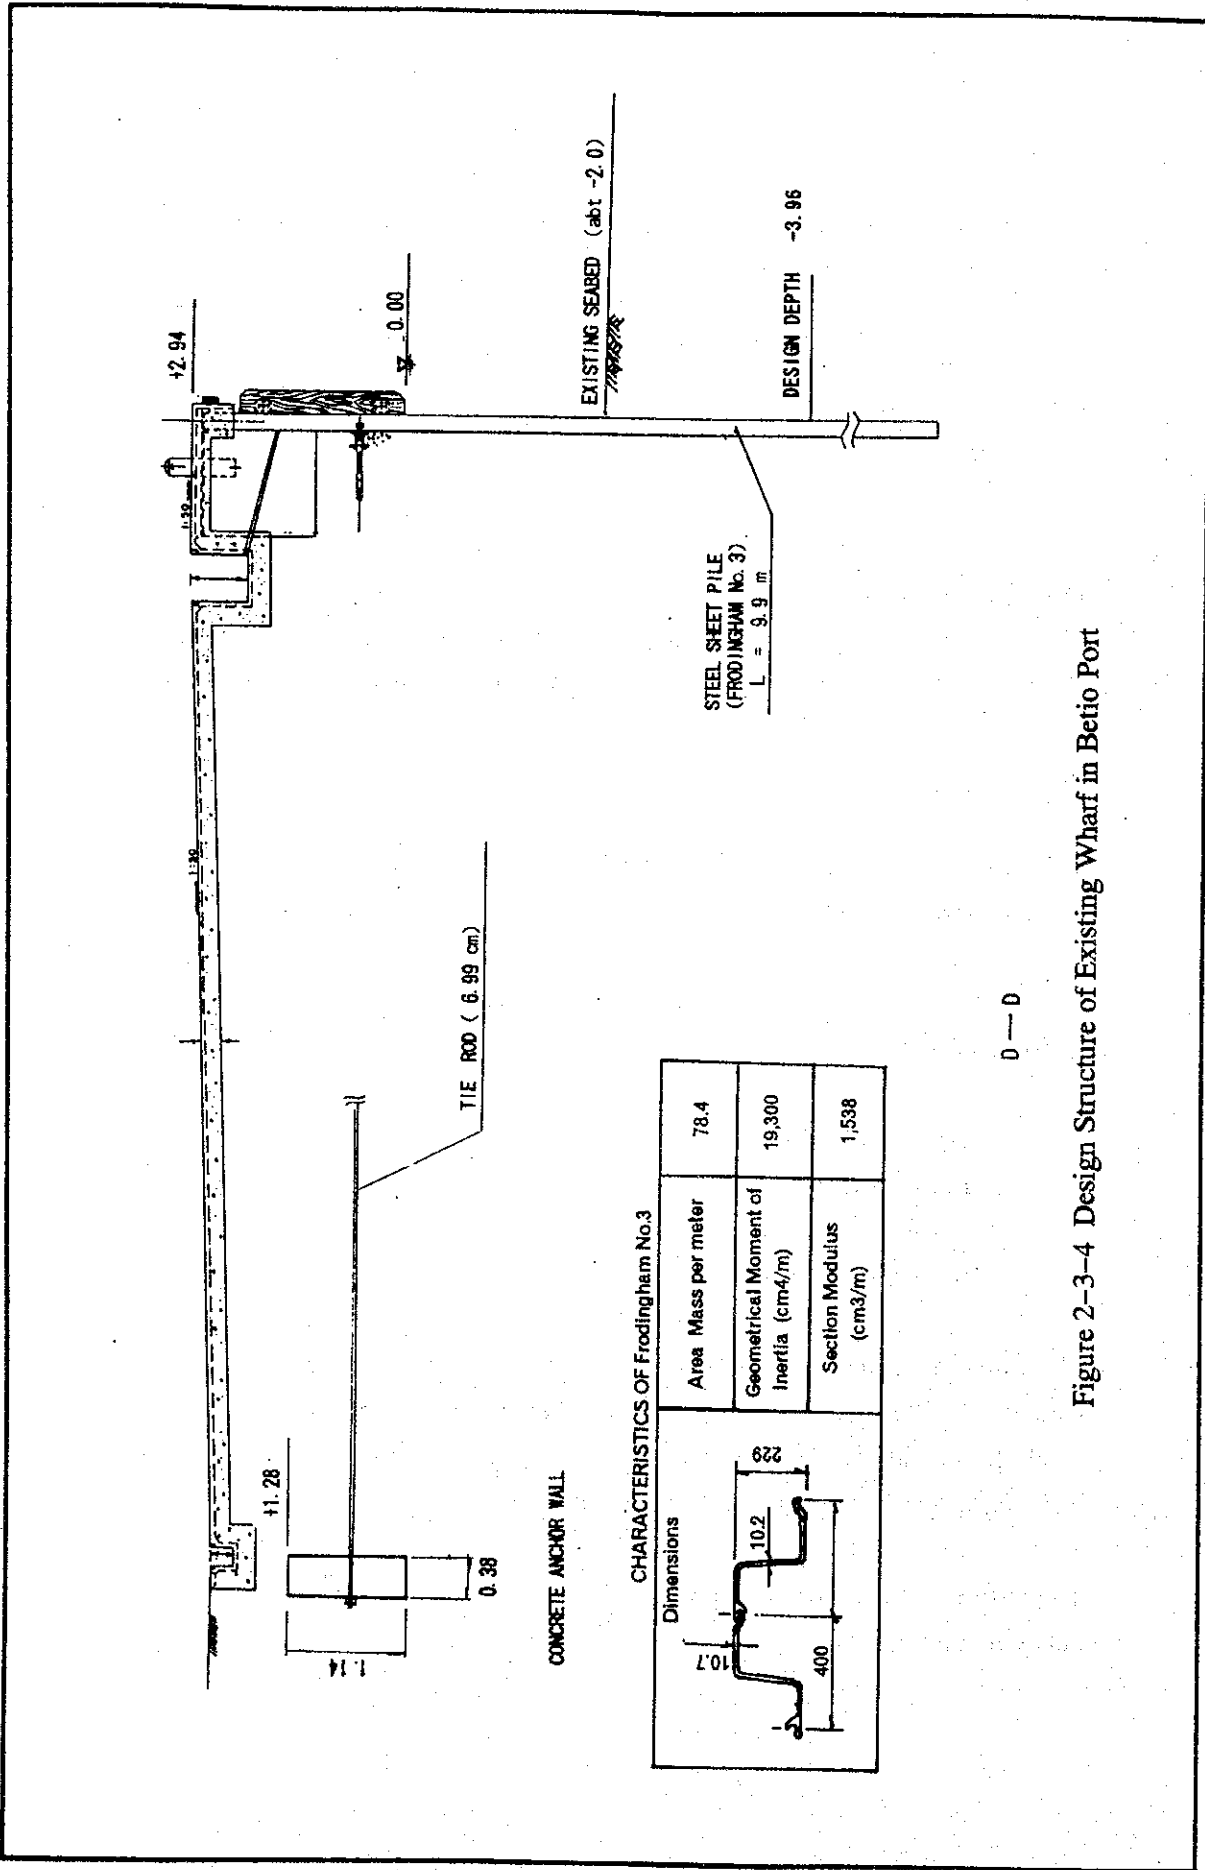 +2.94
0.00
1:30
1:30
EXISTING SEABED (abt -2.0)
DESIGN DEPTH -3.96
STEEL SHEET PILE
(FRODINGHAM No.3)
L = 9.9 m
TIE ROD ( 6.99 cm)
+1.28
1.14
0.38
CONCRETE ANCHOR WALL
CHARACTERISTICS OF Frodingham No.3
Dimensions
10.7
10.2
229
400
Area Mass per meter
78.4
Geometrical Moment of
Inertia (cm4/m)
19,300
Section Modulus
(cm3/m)
1,538
D — D
Figure 2-3-4 Design Structure of Existing Wharf in Betio Port